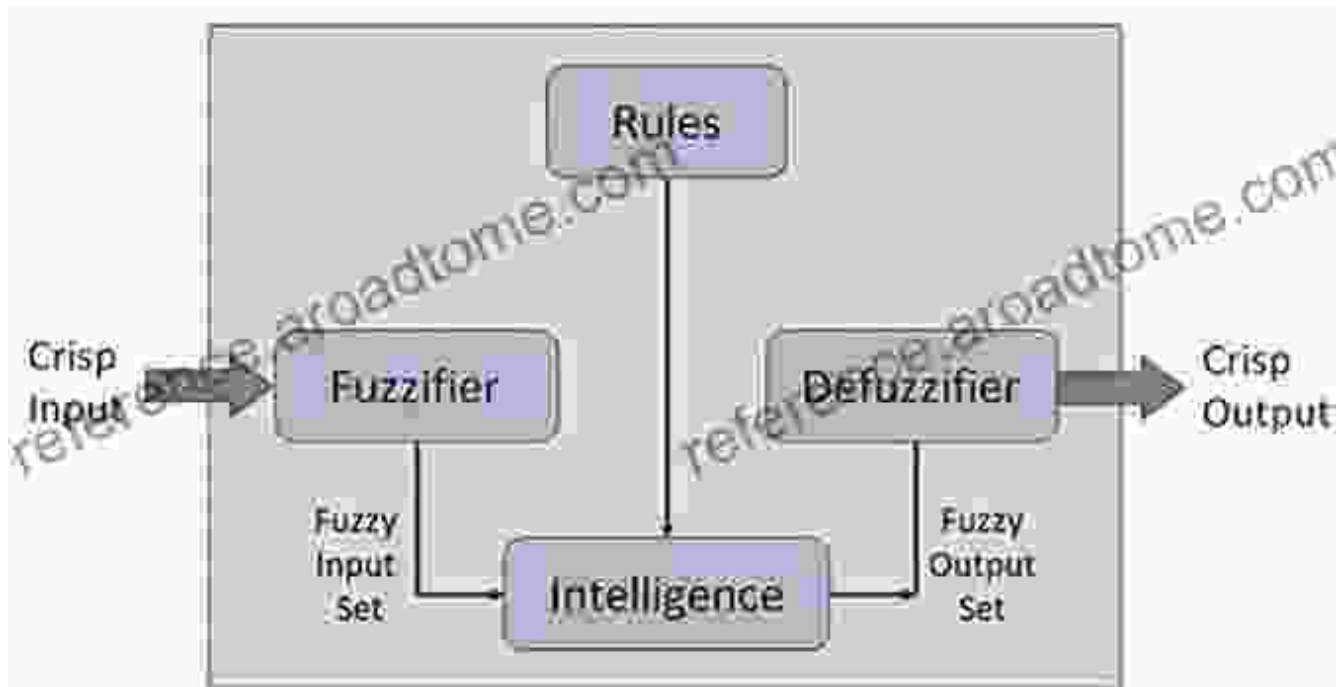 Rules
Crisp
Input
Fuzzifier
Defuzzifier
Crisp
Output
Fuzzy
Input
Set
Intelligence
Fuzzy
Output
Set
reference.aroadtome.com
reference.aroadtome.com